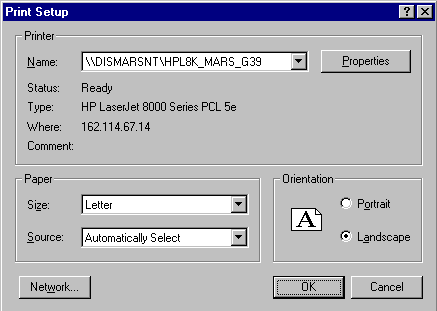 Print Setup
Printer
Name: \\DISMARSNT\HPL8K_MARS_G39 Properties
Status: Ready
Type: HP LaserJet 8000 Series PCL 5e
Where: 162.114.67.14
Comment:
Paper
Size: Letter
Source: Automatically Select
Orientation
A
Portrait
Landscape
Network... OK Cancel